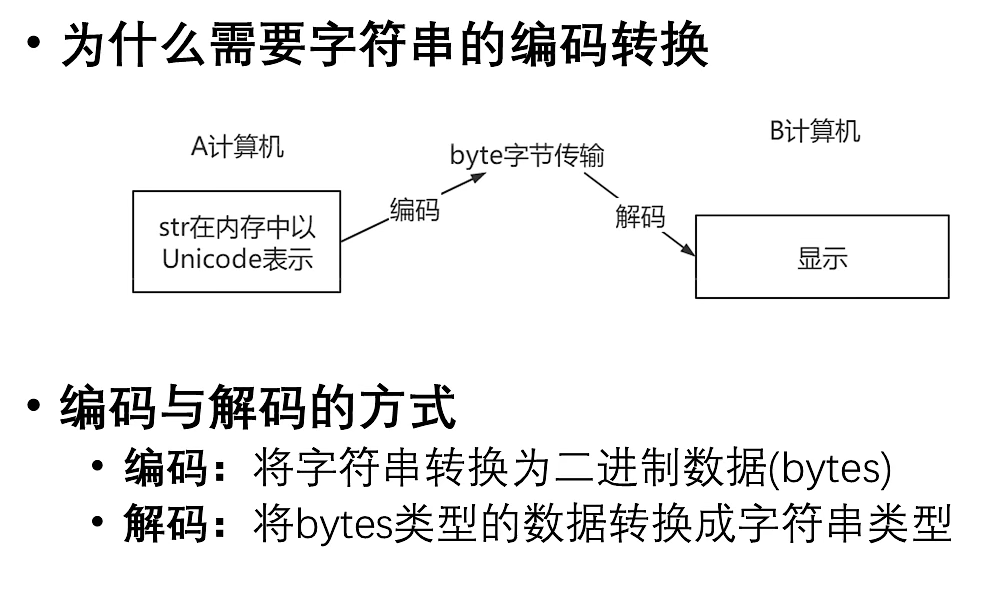 • 为什么需要字符串的编码转换
A计算机
byte字节传输
B计算机
编码
解码
str在内存中以
Unicode表示
显示
• 编码与解码的方式
• 编码：将字符串转换为二进制数据(bytes)
• 解码：将bytes类型的数据转换成字符串类型